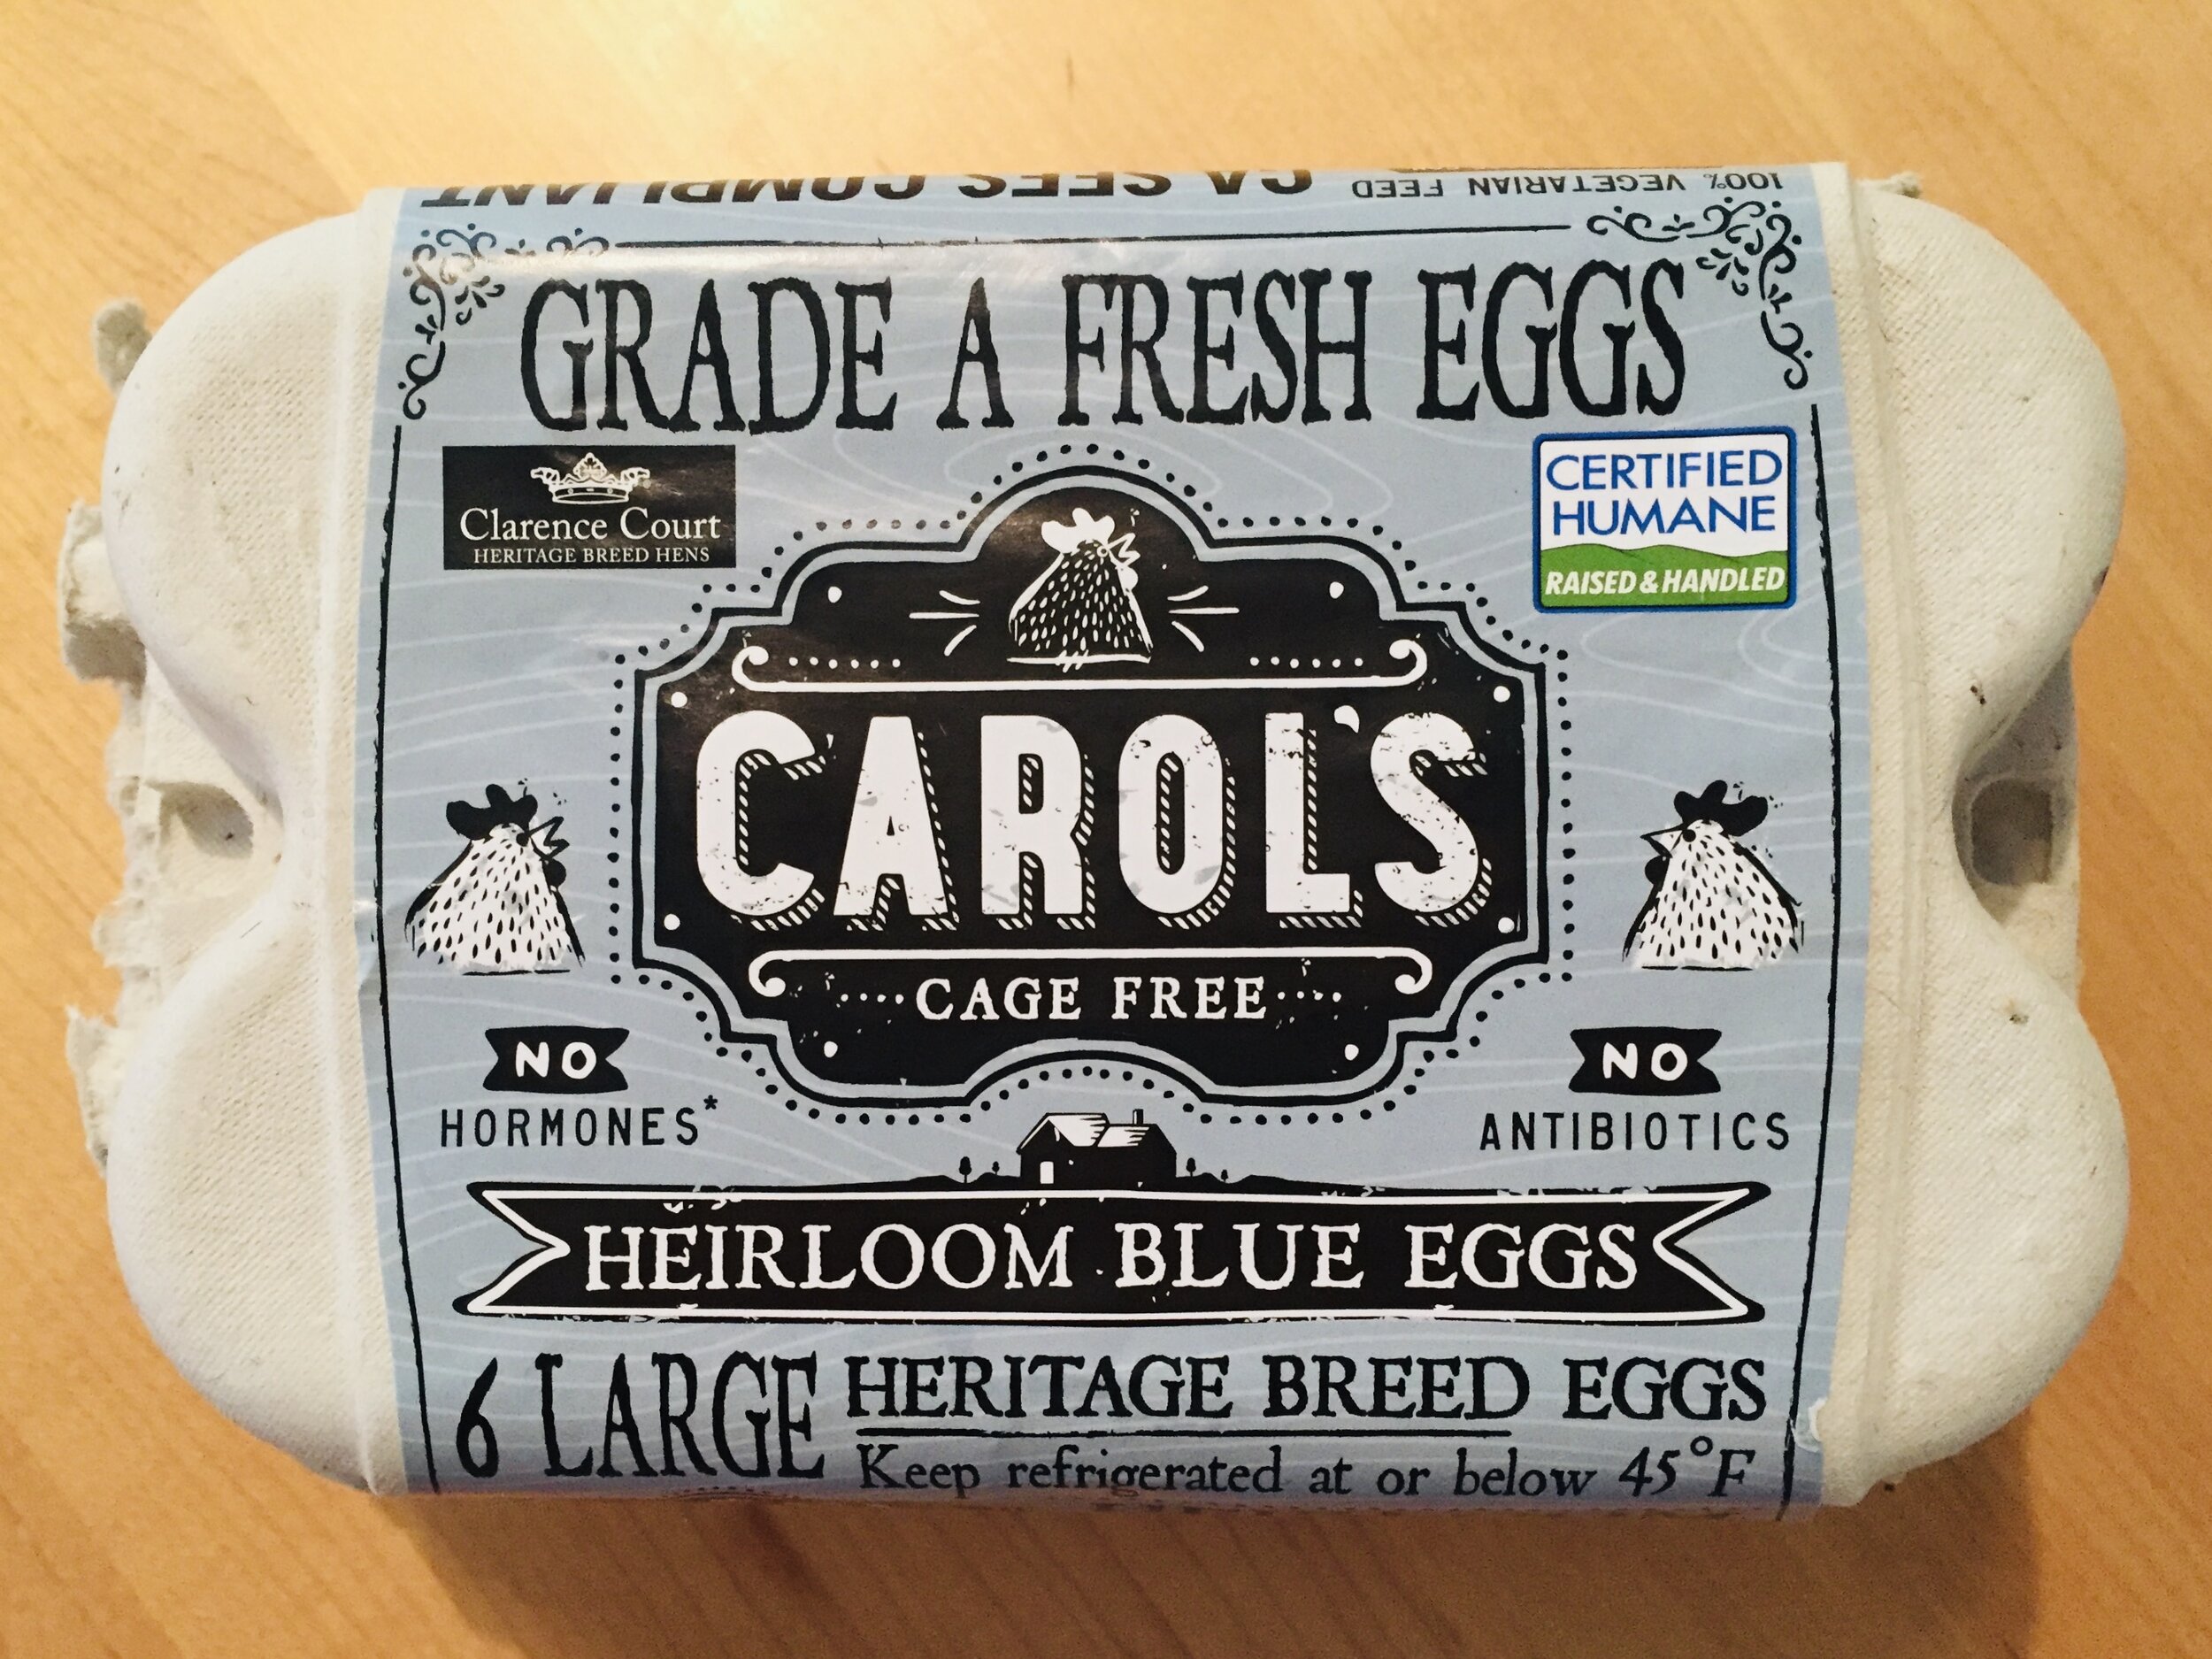 100% VEGETARIAN FEED CA SEFS COMPLIANT
GRADE A FRESH EGGS
Clarence Court
HERITAGE BREED HENS
CERTIFIED
HUMANE
RAISED & HANDLED
CAROL'S
CAGE FREE
NO
HORMONES*
NO
ANTIBIOTICS
HEIRLOOM BLUE EGGS
6 LARGE HERITAGE BREED EGGS
Keep refrigerated at or below 45°F